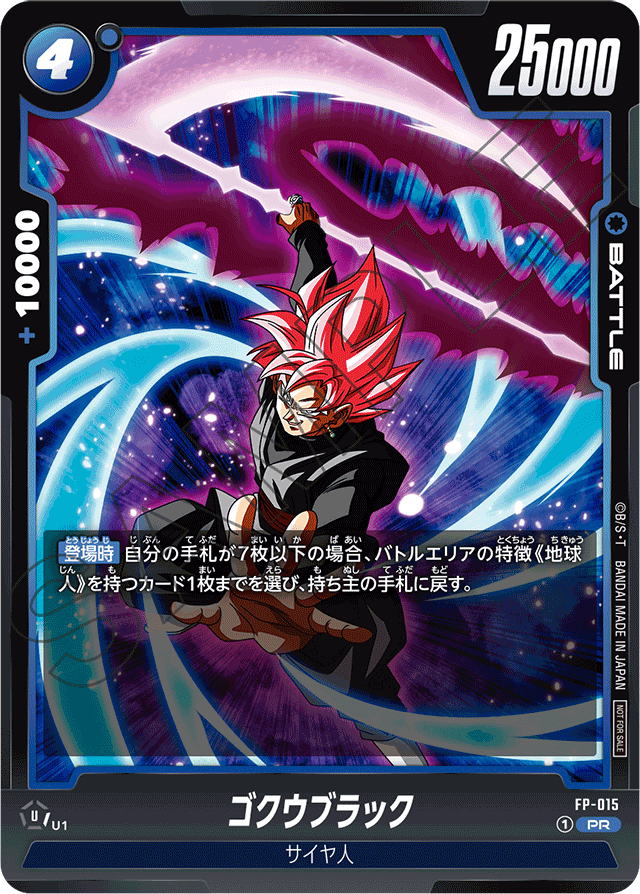 4
25000
+10000
BATTLE
登場時 自分の手札が7枚以下の場合、バトルエリアの特徴《地球
人》を持つカード1枚までを選び、持ち主の手札に戻す。
©B/S・T BANDAI MADE IN JAPAN
NOT FOR SALE
ゴクウブラック
FP-015
U U1
1 PR
サイヤ人